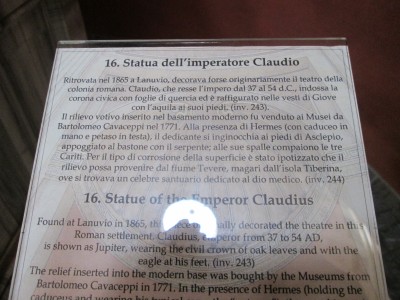 16. Statua dell'imperatore Claudio
Ritrovata nel 1865 a Lanuvio, decorava forse originariamente il teatro della
colonia romana. Claudio, che resse l'impero dal 37 al 54 d.C., indossa la
corona civica con foglie di quercia ed è raffigurato nelle vesti di Giove
con l'aquila ai suoi piedi. (inv. 243).
Il rilievo votivo inserito nel basamento moderno fu venduto ai Musei da
Bartolomeo Cavaceppi nel 1771. Alla presenza di Hermes (con caduceo in
mano e petaso in testa), il dedicante si inginocchia ai piedi di Asclepio,
appoggiato al bastone con il serpente; alle sue spalle compaiono le tre
Cariti. Per il tipo di corrosione della superficie è stato ipotizzato che il
rilievo possa provenire dal fiume Tevere, magari dall'isola Tiberina,
ove si trovava un celebre santuario dedicato al dio medico. (inv. 244)
16. Statue of the Emperor Claudius
Found at Lanuvio in 1865, the decorated the theatre in this
Roman settlement. Claudius, emperor from 37 to 54 AD,
is shown as Jupiter, wearing the civil crown of oak leaves and with the
eagle at his feet. (inv. 243)
The relief inserted into the modern base was bought by the Museums from
Bartolomeo Cavaceppi in 1771. In the presence of Hermes (holding the
caduceus and wearing his